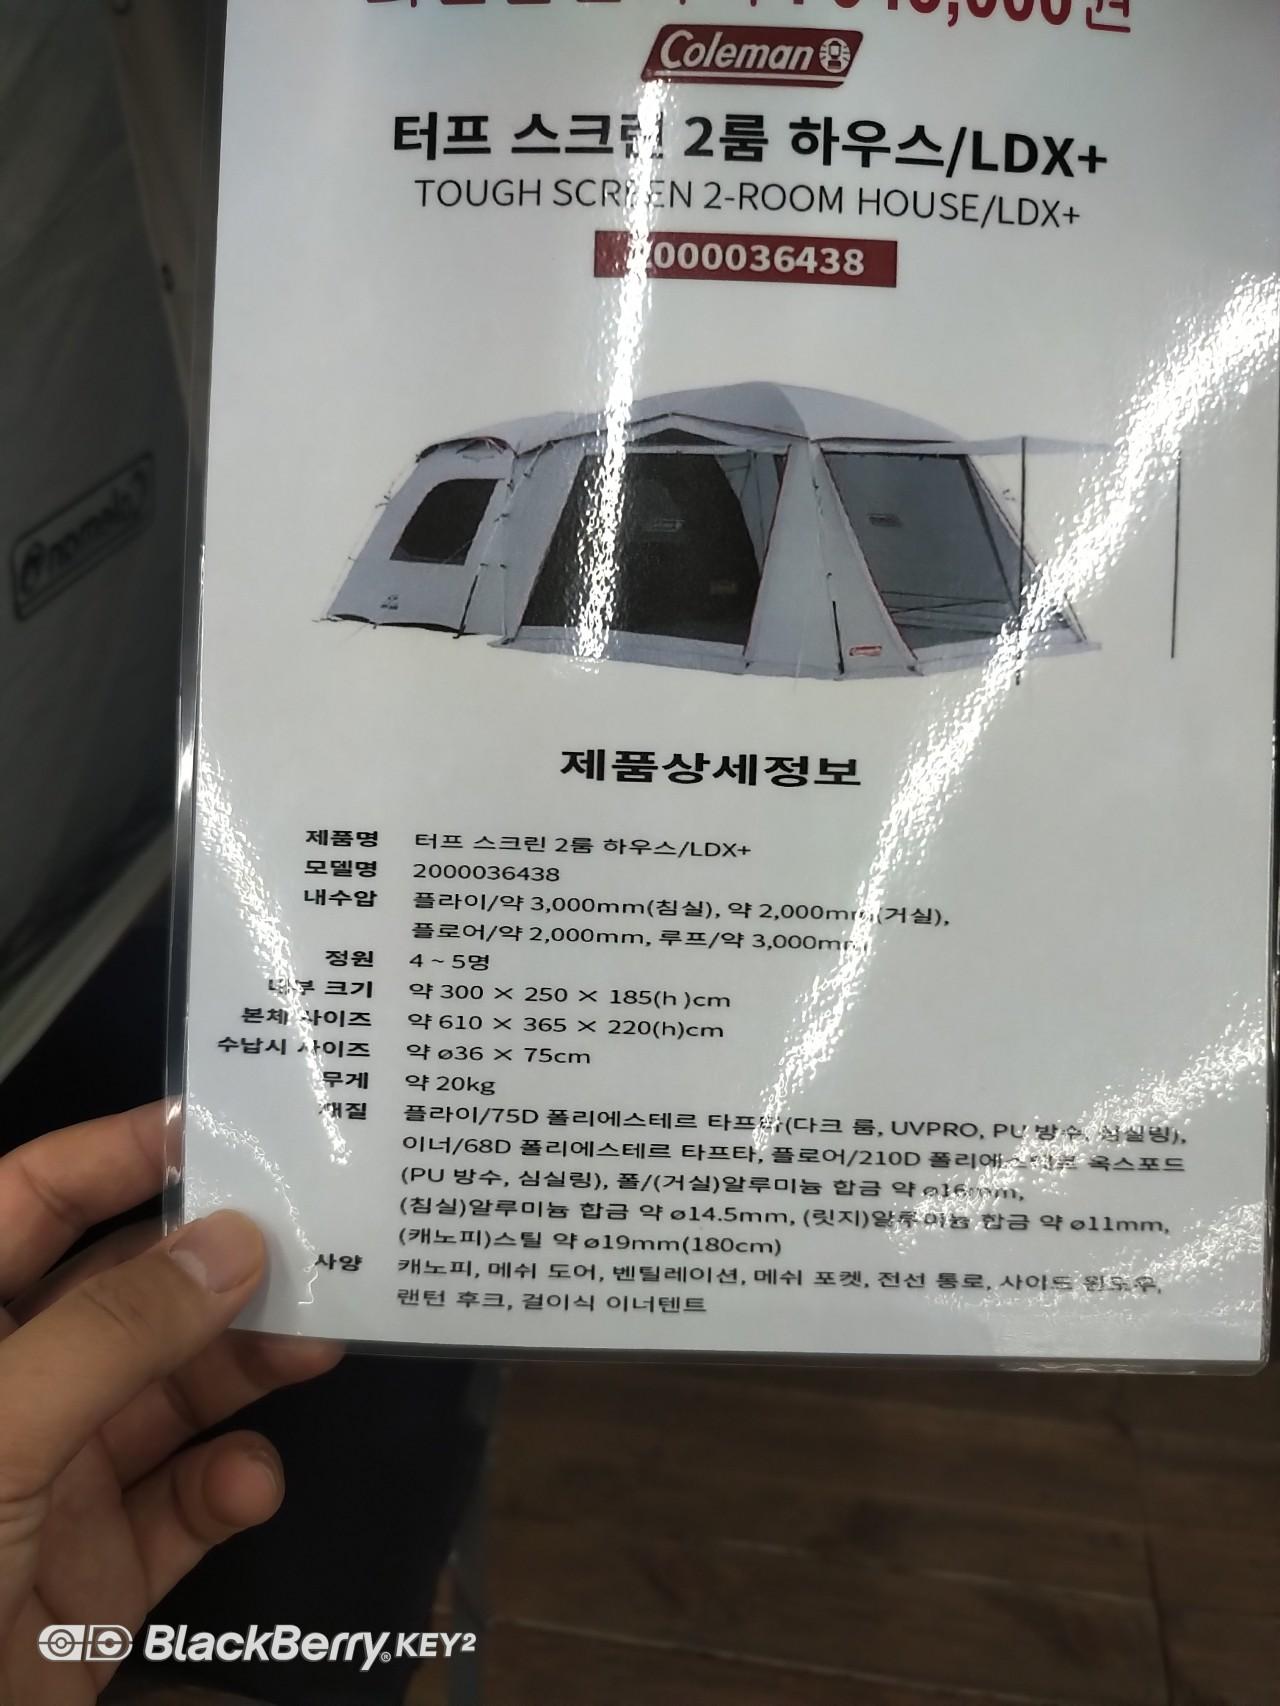 000원
Coleman
터프 스크린 2룸 하우스/LDX+
TOUGH SCREEN 2-ROOM HOUSE/LDX+
2000036438
Coleman
제품상세정보
제품명 터프 스크린 2룸 하우스/LDX+
모델명 2000036438
내수압 플라이/약 3,000mm(침실), 약 2,000mm(거실),
플로어/약 2,000mm, 루프/약 3,000mm
정원 4 ~ 5명
내부 크기 약 300 × 250 × 185(h )cm
본체 사이즈 약 610 × 365 × 220(h)cm
수납시 사이즈 약 ø36 × 75cm
무게 약 20kg
재질 플라이/75D 폴리에스테르 타프타(다크 룸, UVPRO, PU 방수, 심실링),
이너/68D 폴리에스테르 타프타, 플로어/210D 폴리에스테르 옥스포드
(PU 방수, 심실링), 폴/(거실)알루미늄 합금 약 ø16mm,
(침실)알루미늄 합금 약 ø14.5mm, (릿지)알루미늄 합금 약 ø11mm,
(캐노피)스틸 약 ø19mm(180cm)
사양 캐노피, 메쉬 도어, 벤틸레이션, 메쉬 포켓, 전선 통로, 사이드 윈도우,
랜턴 후크, 걸이식 이너텐트
BlackBerry® KEY²